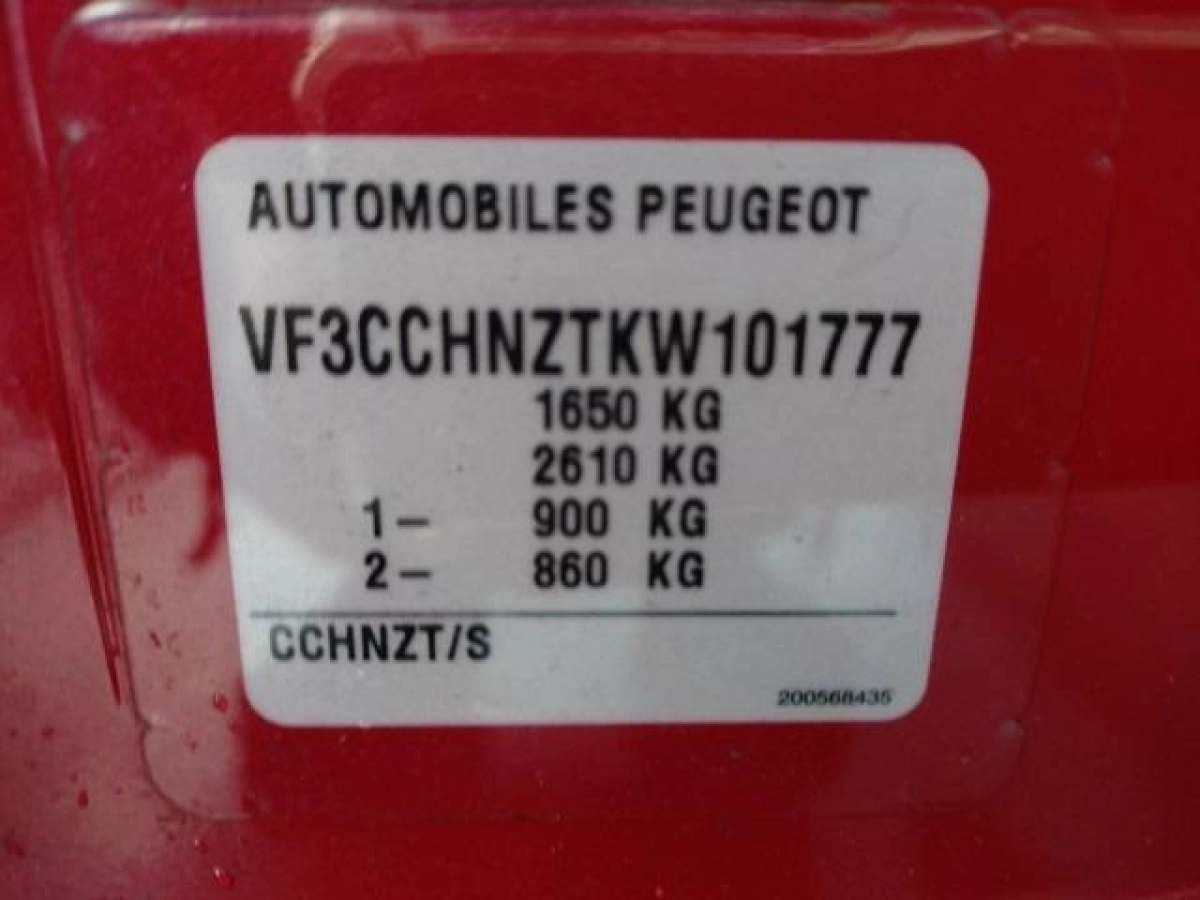 AUTOMOBILES PEUGEOT
VF3CCHNZTKW101777
1650 KG
2610 KG
1- 900 KG
2- 860 KG
CCHNZT/S
200568435